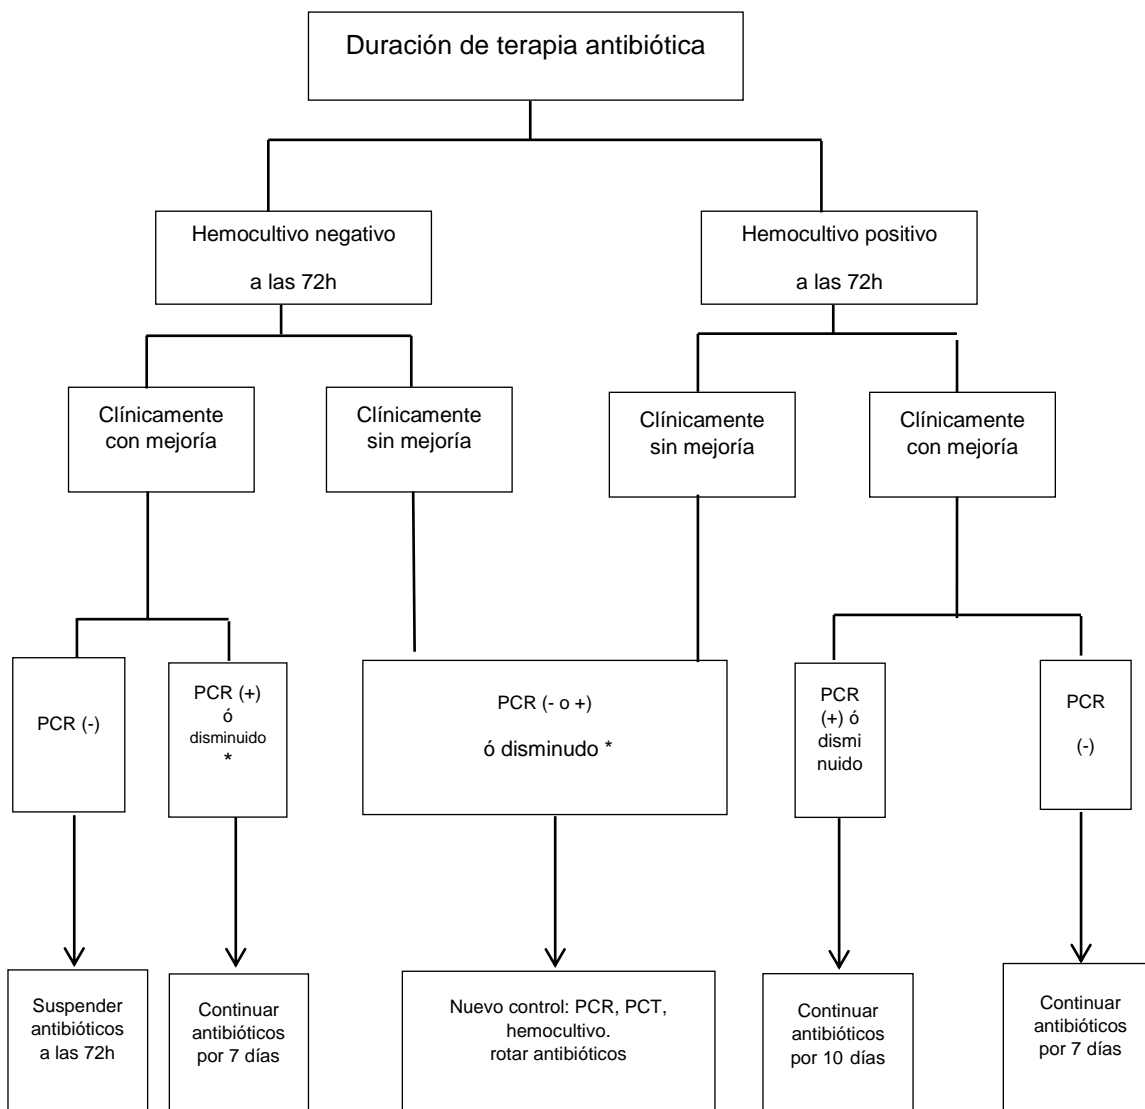 Duración de terapia antibiótica
Hemocultivo negativo
a las 72h
Hemocultivo positivo
a las 72h
Clínicamente
con mejoría
Clínicamente
sin mejoría
Clínicamente
sin mejoría
Clínicamente
con mejoría
PCR (-)
PCR (+)
ó
disminuido
*
PCR (- o +)
ó disminudo *
PCR
(+) ó
dismi
nuido
PCR
(-)
Suspender
antibióticos
a las 72h
Continuar
antibióticos
por 7 días
Nuevo control: PCR, PCT,
hemocultivo.
rotar antibióticos
Continuar
antibióticos
por 10 días
Continuar
antibióticos
por 7 días